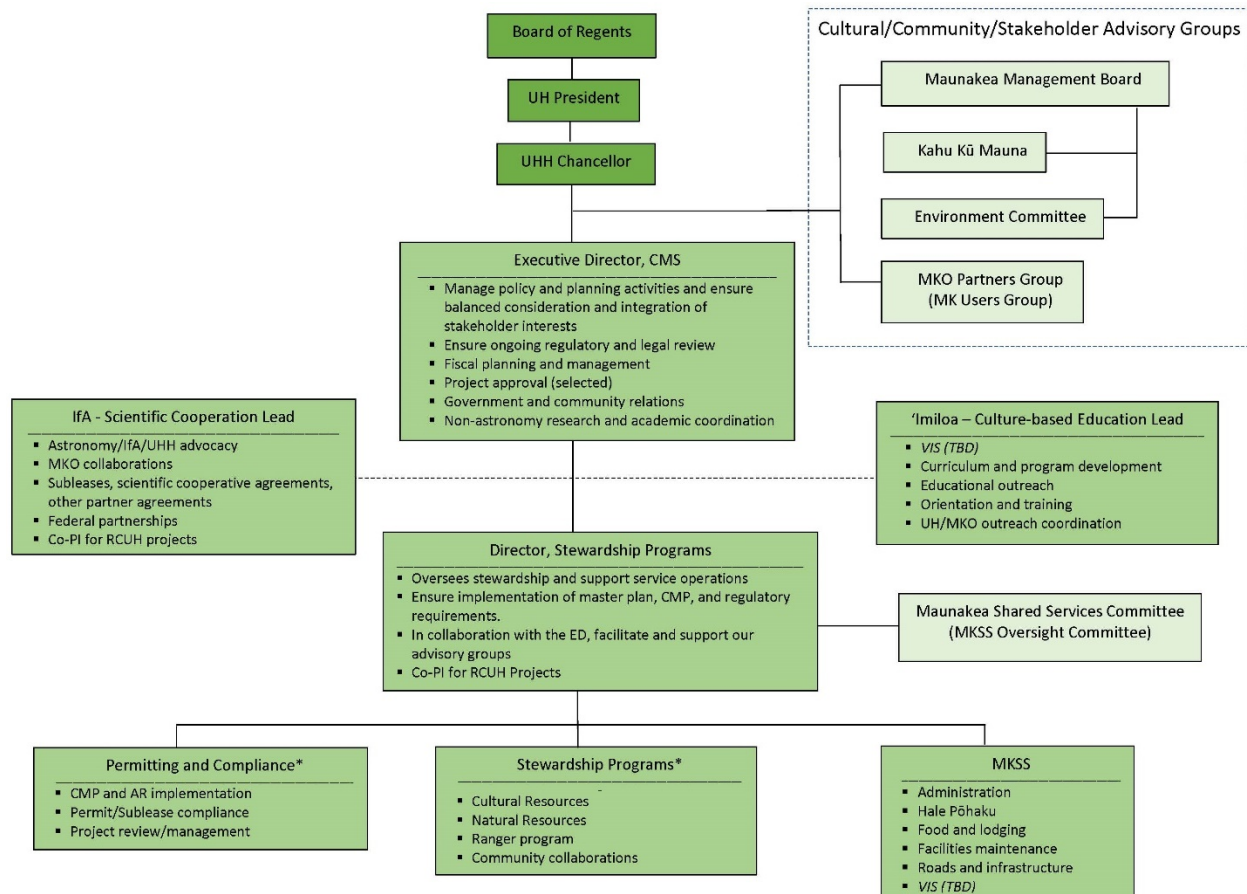 Board of Regents
UH President
UHH Chancellor
Cultural/Community/Stakeholder Advisory Groups
Maunakea Management Board
Kahu Kū Mauna
Environment Committee
MKO Partners Group
(MK Users Group)
Executive Director, CMS
▪ Manage policy and planning activities and ensure
balanced consideration and integration of
stakeholder interests
▪ Ensure ongoing regulatory and legal review
▪ Fiscal planning and management
▪ Project approval (selected)
▪ Government and community relations
▪ Non-astronomy research and academic coordination
IfA - Scientific Cooperation Lead
▪ Astronomy/IfA/UHH advocacy
▪ MKO collaborations
▪ Subleases, scientific cooperative agreements,
other partner agreements
▪ Federal partnerships
▪ Co-PI for RCUH projects
‘Imiloa – Culture-based Education Lead
▪ VIS (TBD)
▪ Curriculum and program development
▪ Educational outreach
▪ Orientation and training
▪ UH/MKO outreach coordination
Director, Stewardship Programs
▪ Oversees stewardship and support service operations
▪ Ensure implementation of master plan, CMP, and regulatory
requirements.
▪ In collaboration with the ED, facilitate and support our
advisory groups
▪ Co-PI for RCUH Projects
Maunakea Shared Services Committee
(MKSS Oversight Committee)
Permitting and Compliance*
▪ CMP and AR implementation
▪ Permit/Sublease compliance
▪ Project review/management
Stewardship Programs*
▪ Cultural Resources
▪ Natural Resources
▪ Ranger program
▪ Community collaborations
MKSS
▪ Administration
▪ Hale Pōhaku
▪ Food and lodging
▪ Facilities maintenance
▪ Roads and infrastructure
▪ VIS (TBD)